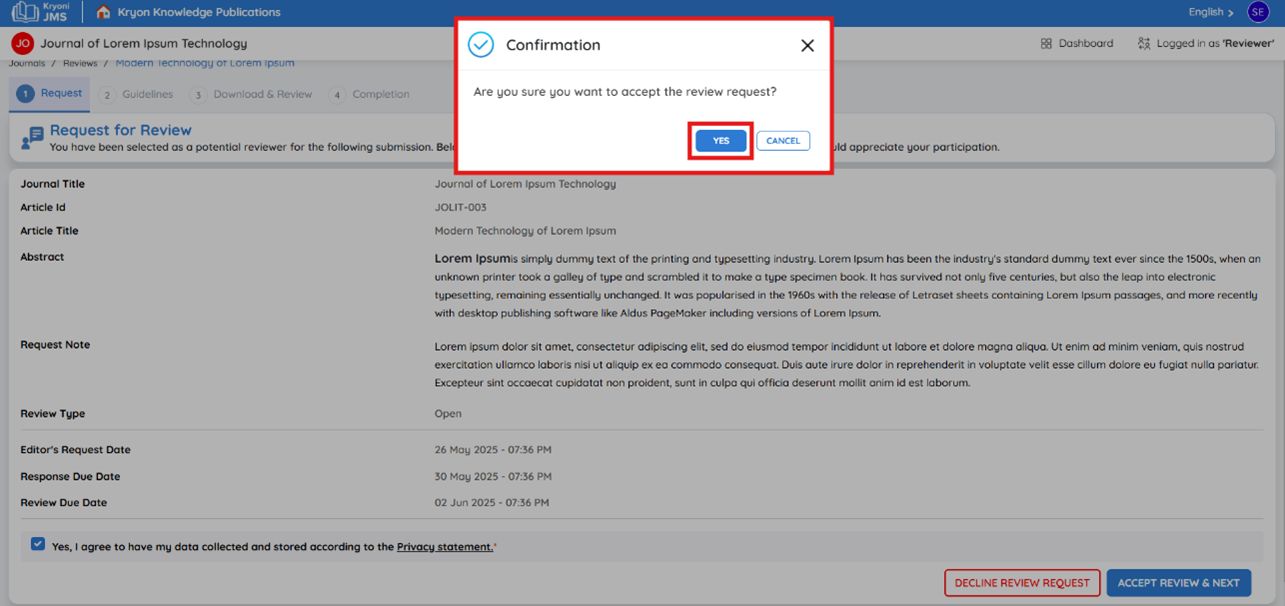 Kryoni
JMS
Kryon Knowledge Publications
English
SE
JO
Journal of Lorem Ipsum Technology
Dashboard
Logged in as 'Reviewer'
Journals / Reviews / Modern Technology of Lorem Ipsum
1 Request
2 Guidelines
3 Download & Review
4 Completion
Confirmation
Are you sure you want to accept the review request?
YES
CANCEL
Request for Review
You have been selected as a potential reviewer for the following submission. Bel
ld appreciate your participation.
Journal Title
Journal of Lorem Ipsum Technology
Article Id
JOLIT-003
Article Title
Modern Technology of Lorem Ipsum
Abstract
Lorem Ipsumis simply dummy text of the printing and typesetting industry. Lorem Ipsum has been the industry's standard dummy text ever since the 1500s, when an
unknown printer took a galley of type and scrambled it to make a type specimen book. It has survived not only five centuries, but also the leap into electronic
typesetting, remaining essentially unchanged. It was popularised in the 1960s with the release of Letraset sheets containing Lorem Ipsum passages, and more recently
with desktop publishing software like Aldus PageMaker including versions of Lorem Ipsum.
Request Note
Lorem ipsum dolor sit amet, consectetur adipiscing elit, sed do eiusmod tempor incididunt ut labore et dolore magna aliqua. Ut enim ad minim veniam, quis nostrud
exercitation ullamco laboris nisi ut aliquip ex ea commodo consequat. Duis aute irure dolor in reprehenderit in voluptate velit esse cillum dolore eu fugiat nulla pariatur.
Excepteur sint occaecat cupidatat non proident, sunt in culpa qui officia deserunt mollit anim id est laborum.
Review Type
Open
Editor's Request Date
26 May 2025 - 07:36 PM
Response Due Date
30 May 2025 - 07:36 PM
Review Due Date
02 Jun 2025 - 07:36 PM
Yes, I agree to have my data collected and stored according to the Privacy statement.*
DECLINE REVIEW REQUEST
ACCEPT REVIEW & NEXT